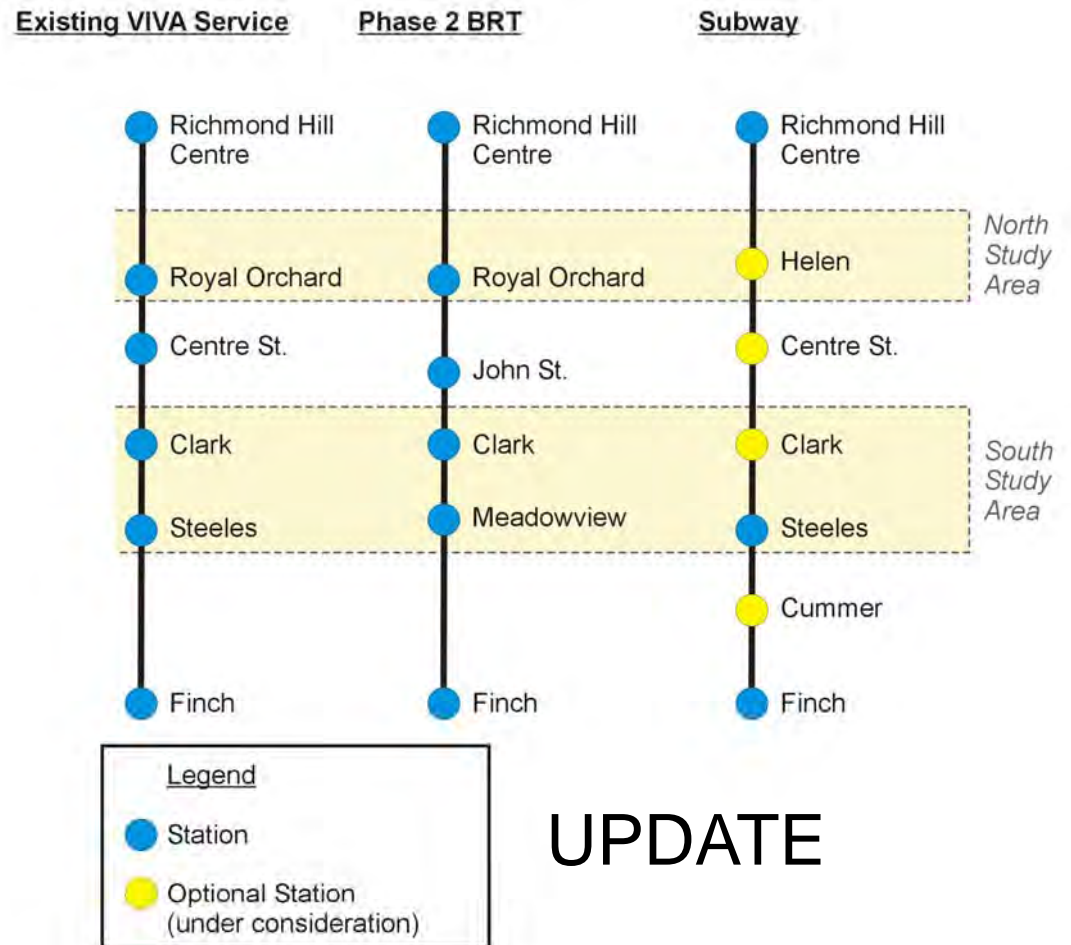 Existing VIVA Service
Phase 2 BRT
Subway
Richmond Hill
Centre
Royal Orchard
Centre St.
Clark
Steeles
Finch
Richmond Hill
Centre
Royal Orchard
John St.
Clark
Meadowview
Finch
Richmond Hill
Centre
Helen
Centre St.
Clark
Steeles
Cummer
Finch
North
Study
Area
South
Study
Area
Legend
Station
Optional Station
(under consideration)
UPDATE